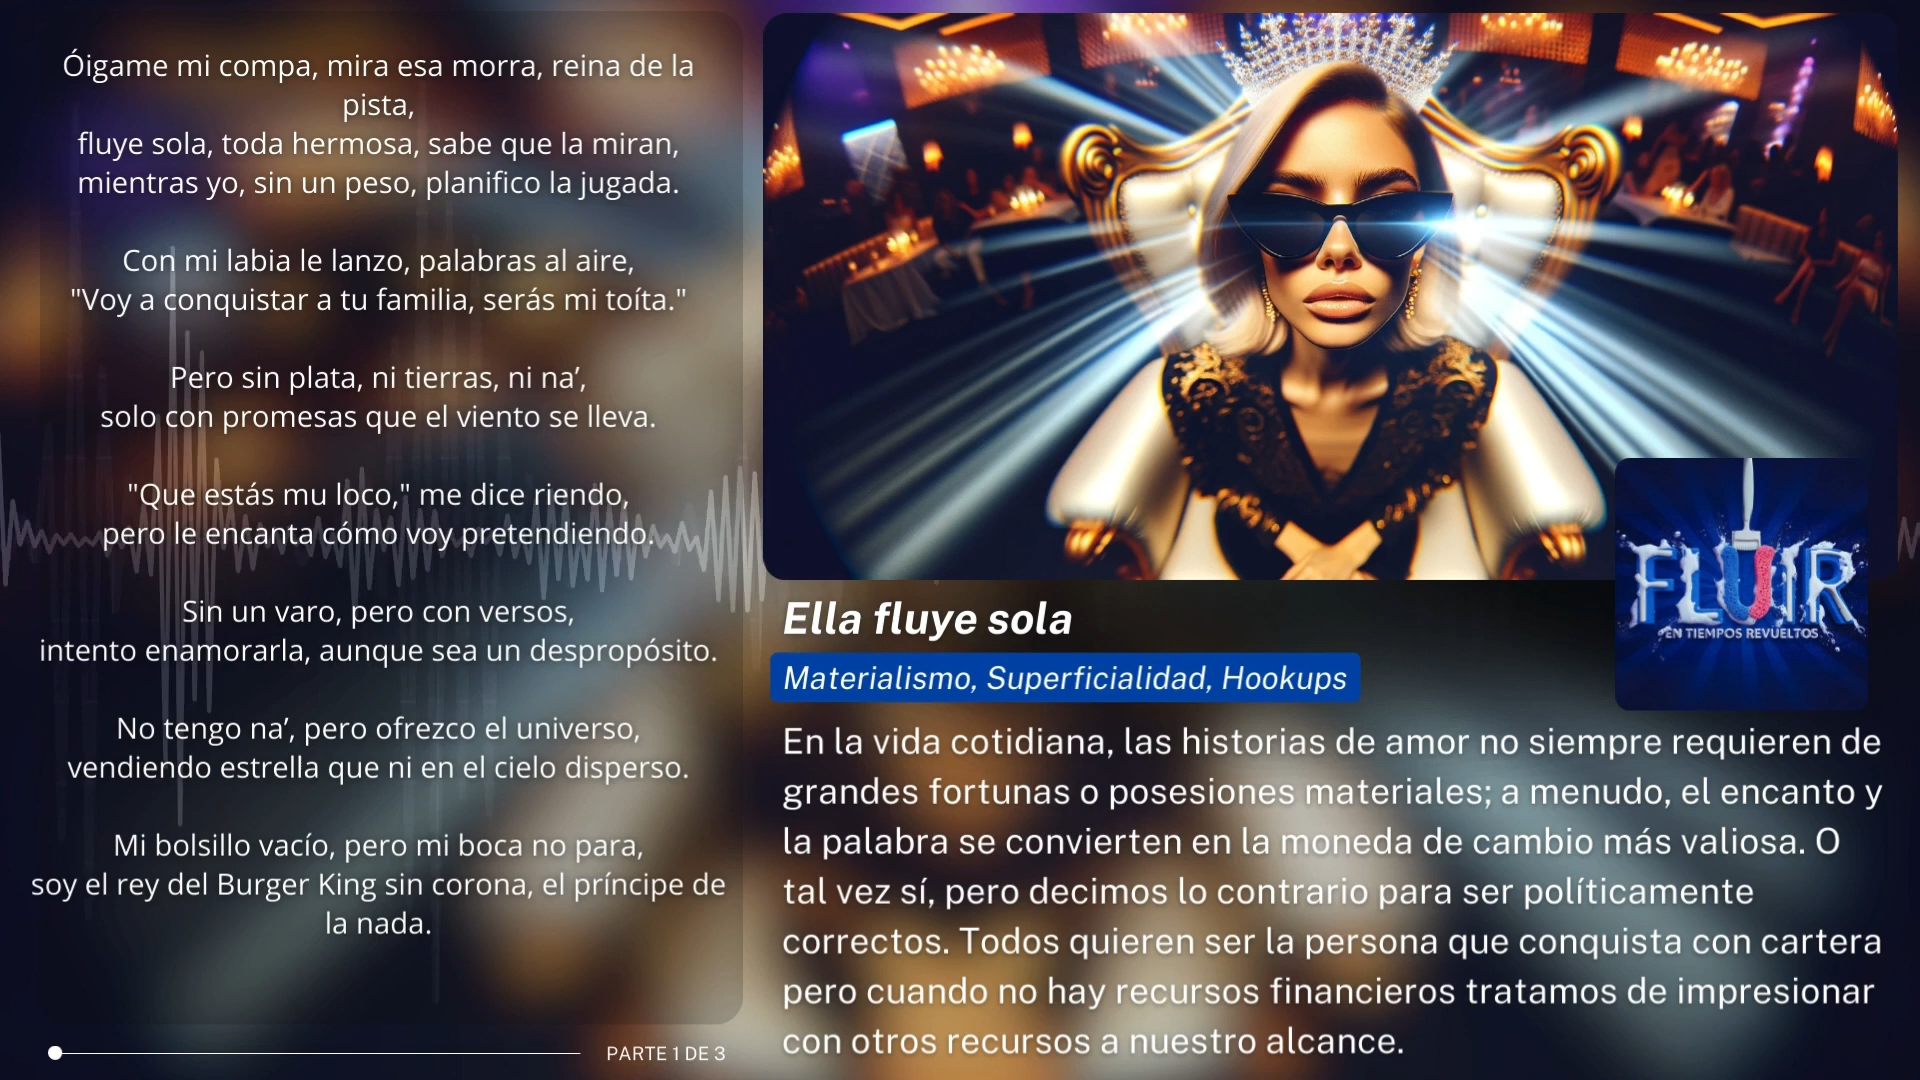 Óigame mi compa, mira esa morra, reina de la
pista,
fluye sola, toda hermosa, sabe que la miran,
mientras yo, sin un peso, planifico la jugada.
Con mi labia le lanzo, palabras al aire,
"Voy a conquistar a tu familia, serás mi toíta."
Pero sin plata, ni tierras, ni na’,
solo con promesas que el viento se lleva.
"Que estás mu loco," me dice riendo,
pero le encanta cómo voy pretendiendo.
Sin un varo, pero con versos,
intento enamorarla, aunque sea un despropósito.
No tengo na’, pero ofrezco el universo,
vendiendo estrella que ni en el cielo disperso.
Mi bolsillo vacío, pero mi boca no para,
soy el rey del Burger King sin corona, el príncipe de
la nada.
PARTE 1 DE 3
FLUIR
EN TIEMPOS REVUELTOS
Ella fluye sola
Materialismo, Superficialidad, Hookups
En la vida cotidiana, las historias de amor no siempre requieren de
grandes fortunas o posesiones materiales; a menudo, el encanto y
la palabra se convierten en la moneda de cambio más valiosa. O
tal vez sí, pero decimos lo contrario para ser políticamente
correctos. Todos quieren ser la persona que conquista con cartera
pero cuando no hay recursos financieros tratamos de impresionar
con otros recursos a nuestro alcance.